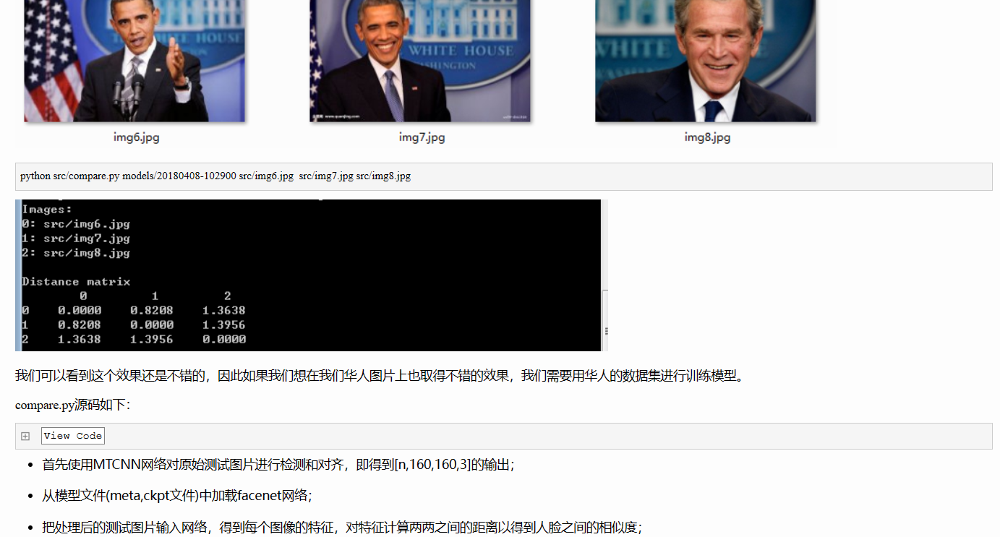 THE WHITE HOUSE
WHITE HOUSE
WASHINGTON
WHITE
www.quanjing.com
img6.jpg
img7.jpg
img8.jpg
python src/compare.py models/20180408-102900 src/img6.jpg  src/img7.jpg src/img8.jpg
Images:
0: src/img6.jpg
1: src/img7.jpg
2: src/img8.jpg
Distance matrix
0 1 2
0 0.0000 0.8208 1.3638
1 0.8208 0.0000 1.3956
2 1.3638 1.3956 0.0000
我们可以看到这个效果还是不错的，因此如果我们想在我们华人图片上也取得不错的效果，我们需要用华人的数据集进行训练模型。
compare.py源码如下：
View Code
首先使用MTCNN网络对原始测试图片进行检测和对齐，即得到[n,160,160,3]的输出；
从模型文件(meta,ckpt文件)中加载facenet网络；
把处理后的测试图片输入网络，得到每个图像的特征，对特征计算两两之间的距离以得到人脸之间的相似度；